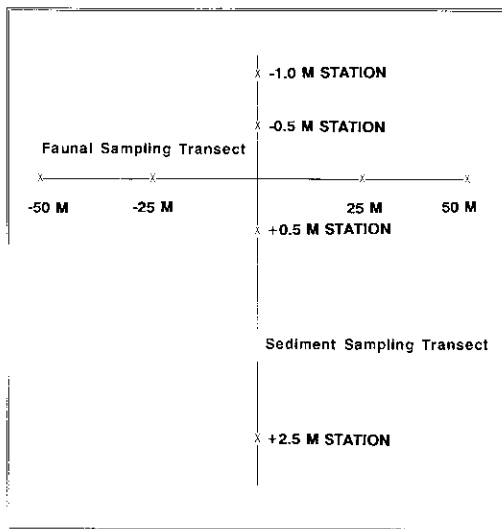 -1.0 M STATION
-0.5 M STATION
Faunal Sampling Transect
-50 M -25 M 25 M 50 M
+0.5 M STATION
Sediment Sampling Transect
+2.5 M STATION